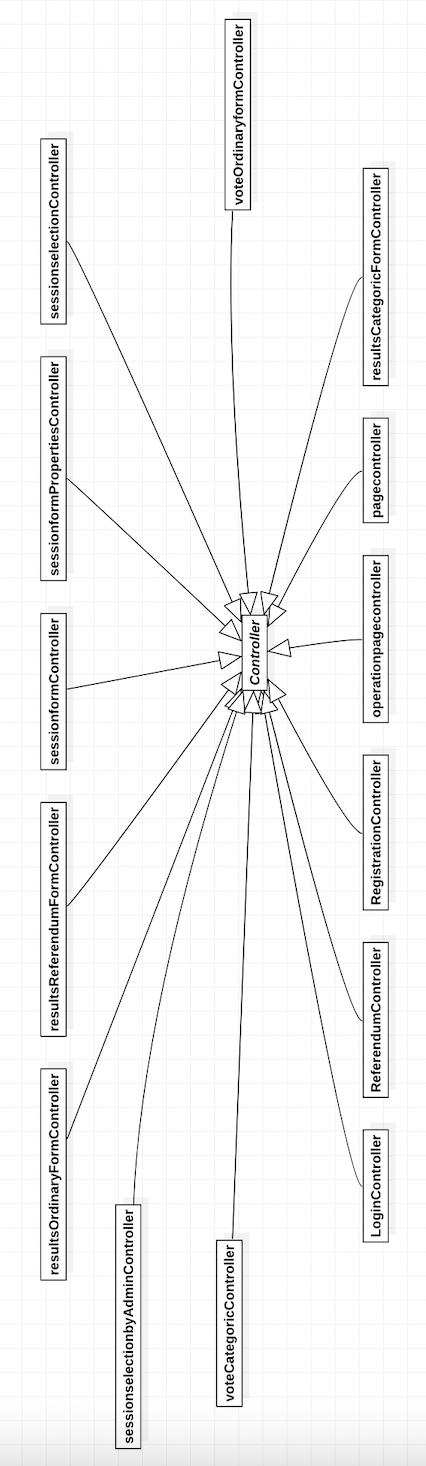 voteOrdinaryformController
sessionselectionController
resultsCategoricFormController
sessionformPropertiesController
pagecontroller
operationpagecontroller
sessionformController
Controller
RegistrationController
resultsReferendumFormController
ReferendumController
resultsOrdinaryFormController
LoginController
sessionselectionbyAdminController
voteCategoricController